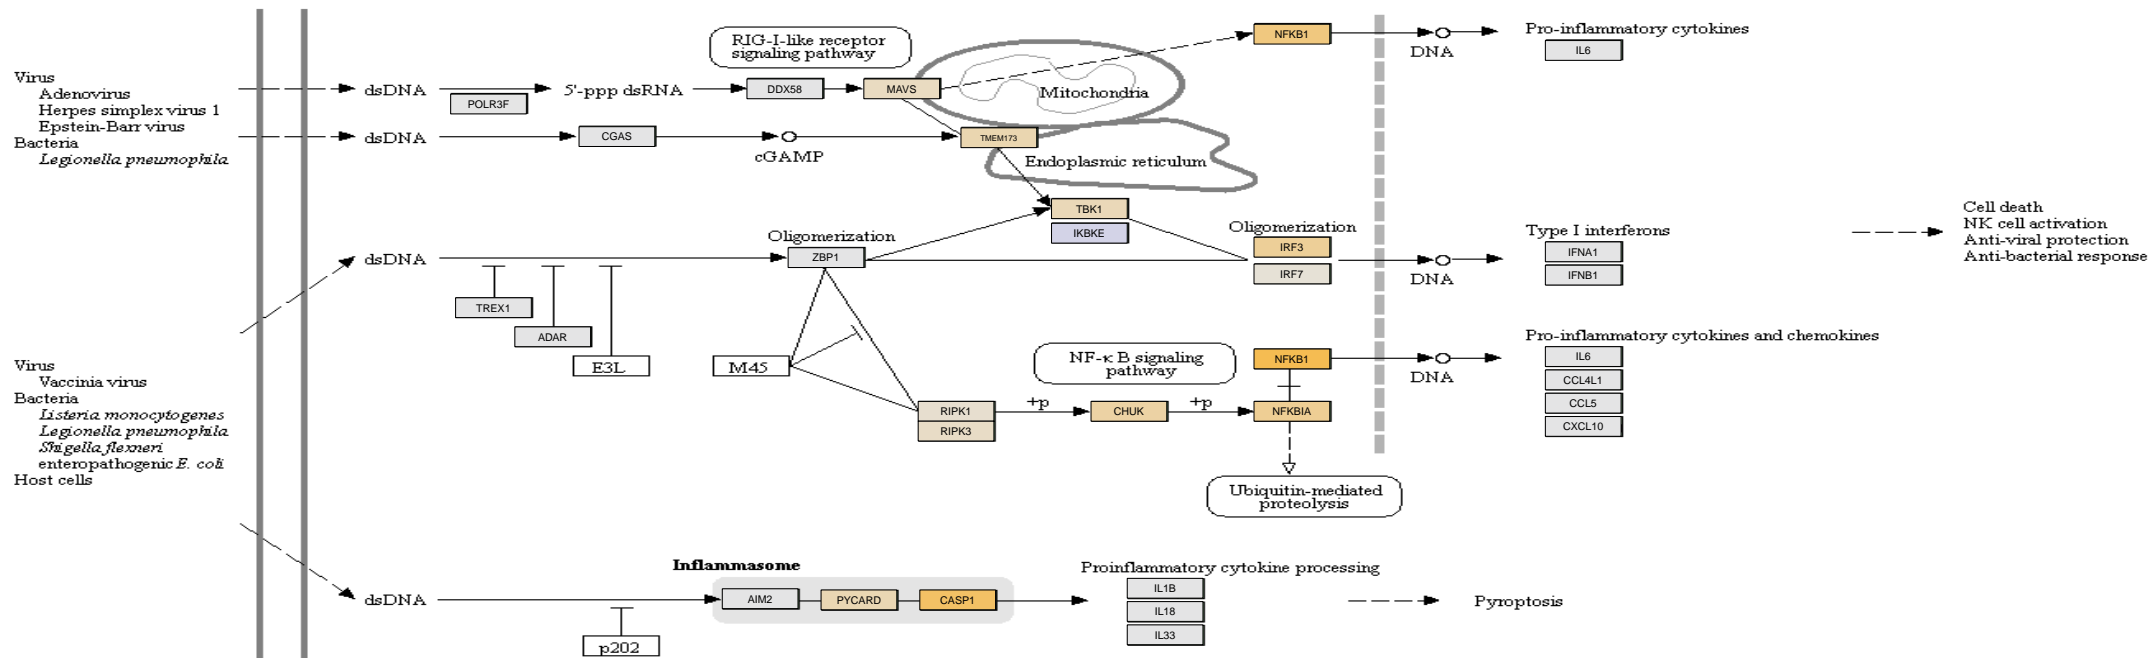 Virus
Adenovirus
Herpes simplex virus 1
Epstein-Barr virus
Bacteria
Legionella pneumophila
dsDNA
POLR3F
5'-ppp dsRNA
RIG-I-like receptor
signaling pathway
DDX58
MAVS
Mitochondria
NFKB1
DNA
Pro-inflammatory cytokines
IL6
dsDNA
CGAS
cGAMP
TMEM173
Endoplasmic reticulum
TBK1
IKBKE
dsDNA
Oligomerization
ZBP1
TREX1
ADAR
E3L
M45
Oligomerization
IRF3
IRF7
DNA
Type I interferons
IFNA1
IFNB1
Cell death
NK cell activation
Anti-viral protection
Anti-bacterial response
Virus
Vaccinia virus
Bacteria
Listeria monocytogenes
Legionella pneumophila
Shigella flexneri
enteropathogenic E. coli
Host cells
RIPK1
RIPK3
+p
CHUK
+p
NFKBIA
NF-κ B signaling
pathway
NFKB1
DNA
Pro-inflammatory cytokines and chemokines
IL6
CCL4L1
CCL5
CXCL10
Ubiquitin-mediated
proteolysis
dsDNA
p202
Inflammasome
AIM2
PYCARD
CASP1
Proinflammatory cytokine processing
IL1B
IL18
IL33
Pyroptosis